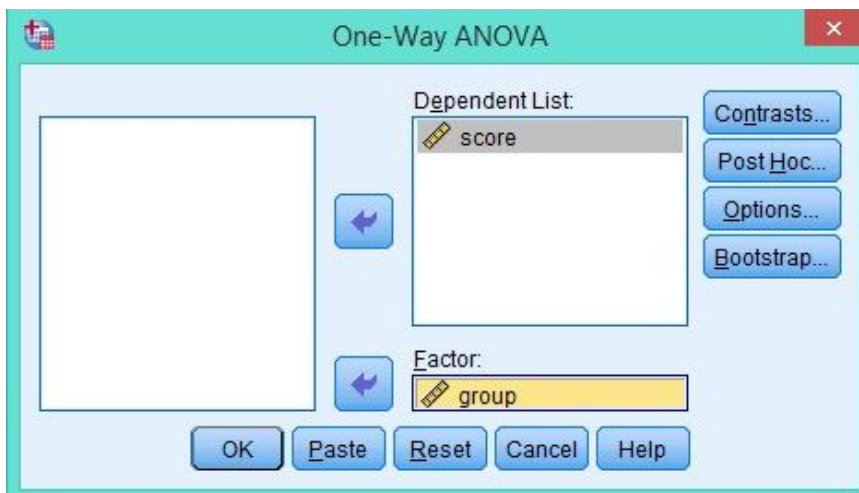 One-Way ANOVA
Dependent List:
score
Contrasts...
Post Hoc...
Options...
Bootstrap...
Factor:
group
OK Paste Reset Cancel Help